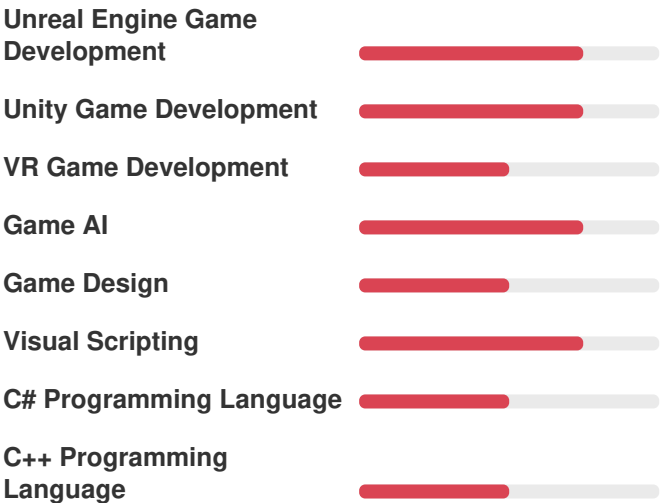 Unreal Engine Game
Development
Unity Game Development
VR Game Development
Game AI
Game Design
Visual Scripting
C# Programming Language
C++ Programming
Language